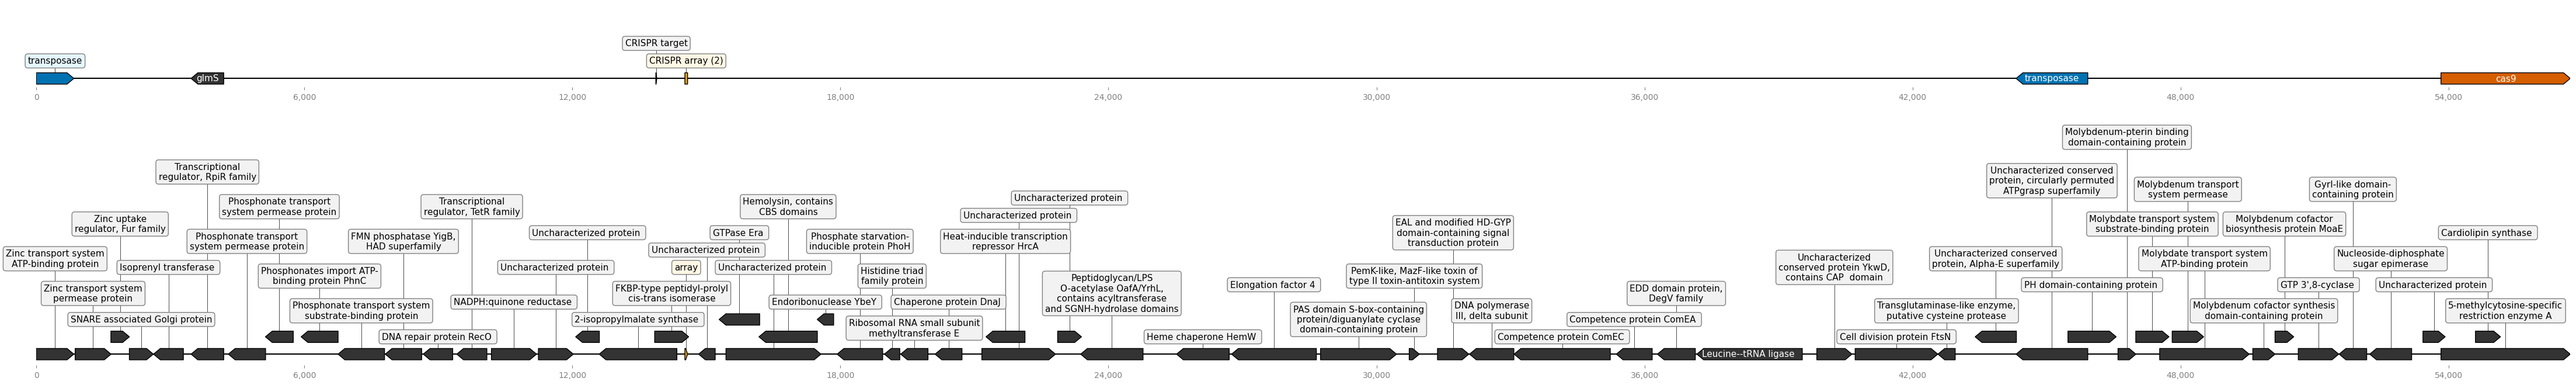 CRISPR target
transposase
CRISPR array (2)
glmS
transposase
cas9
0
6,000
12,000
18,000
24,000
30,000
36,000
42,000
48,000
54,000
Molybdenum-pterin binding
domain-containing protein
Transcriptional
regulator, RpiR family
Uncharacterized conserved
protein, circularly permuted
ATPgrasp superfamily
Molybdenum transport
system permease
GyrI-like domain-
containing protein
Phosphonate transport
system permease protein
Transcriptional
regulator, TetR family
Hemolysin, contains
CBS domains
Uncharacterized protein
Uncharacterized protein
Zinc uptake
regulator, Fur family
EAL and modified HD-GYP
domain-containing signal
transduction protein
Molybdate transport system
substrate-binding protein
Molybdenum cofactor
biosynthesis protein MoaE
Cardiolipin synthase
Phosphonate transport
system permease protein
FMN phosphatase YigB,
HAD superfamily
Uncharacterized protein
GTPase Era
Uncharacterized protein
Phosphate starvation-
inducible protein PhoH
Heat-inducible transcription
repressor HrcA
Zinc transport system
ATP-binding protein
Isoprenyl transferase
Phosphonates import ATP-
binding protein PhnC
Uncharacterized protein
array
Uncharacterized protein
Histidine triad
family protein
PemK-like, MazF-like toxin of
type II toxin-antitoxin system
Uncharacterized
conserved protein YkwD,
contains CAP  domain
Uncharacterized conserved
protein, Alpha-E superfamily
Molybdate transport system
ATP-binding protein
Nucleoside-diphosphate
sugar epimerase
Zinc transport system
permease protein
FKBP-type peptidyl-prolyl
cis-trans isomerase
Peptidoglycan/LPS
O-acetylase OafA/YrhL,
contains acyltransferase
and SGNH-hydrolase domains
Elongation factor 4
EDD domain protein,
DegV family
PH domain-containing protein
GTP 3',8-cyclase
Uncharacterized protein
SNARE associated Golgi protein
Phosphonate transport system
substrate-binding protein
NADPH:quinone reductase
2-isopropylmalate synthase
Endoribonuclease YbeY
Chaperone protein DnaJ
Ribosomal RNA small subunit
methyltransferase E
PAS domain S-box-containing
protein/diguanylate cyclase
domain-containing protein
DNA polymerase
III, delta subunit
Competence protein ComEA
Transglutaminase-like enzyme,
putative cysteine protease
Molybdenum cofactor synthesis
domain-containing protein
5-methylcytosine-specific
restriction enzyme A
DNA repair protein RecO
Heme chaperone HemW
Competence protein ComEC
Cell division protein FtsN
Leucine--tRNA ligase
0
6,000
12,000
18,000
24,000
30,000
36,000
42,000
48,000
54,000